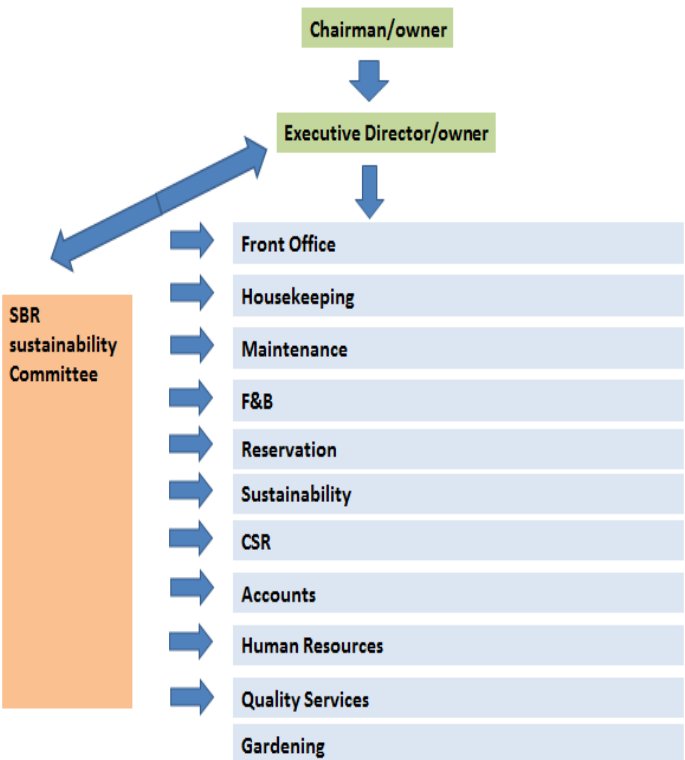 Chairman/owner
Executive Director/owner
SBR
sustainability
Committee
Front Office
Housekeeping
Maintenance
F&B
Reservation
Sustainability
CSR
Accounts
Human Resources
Quality Services
Gardening